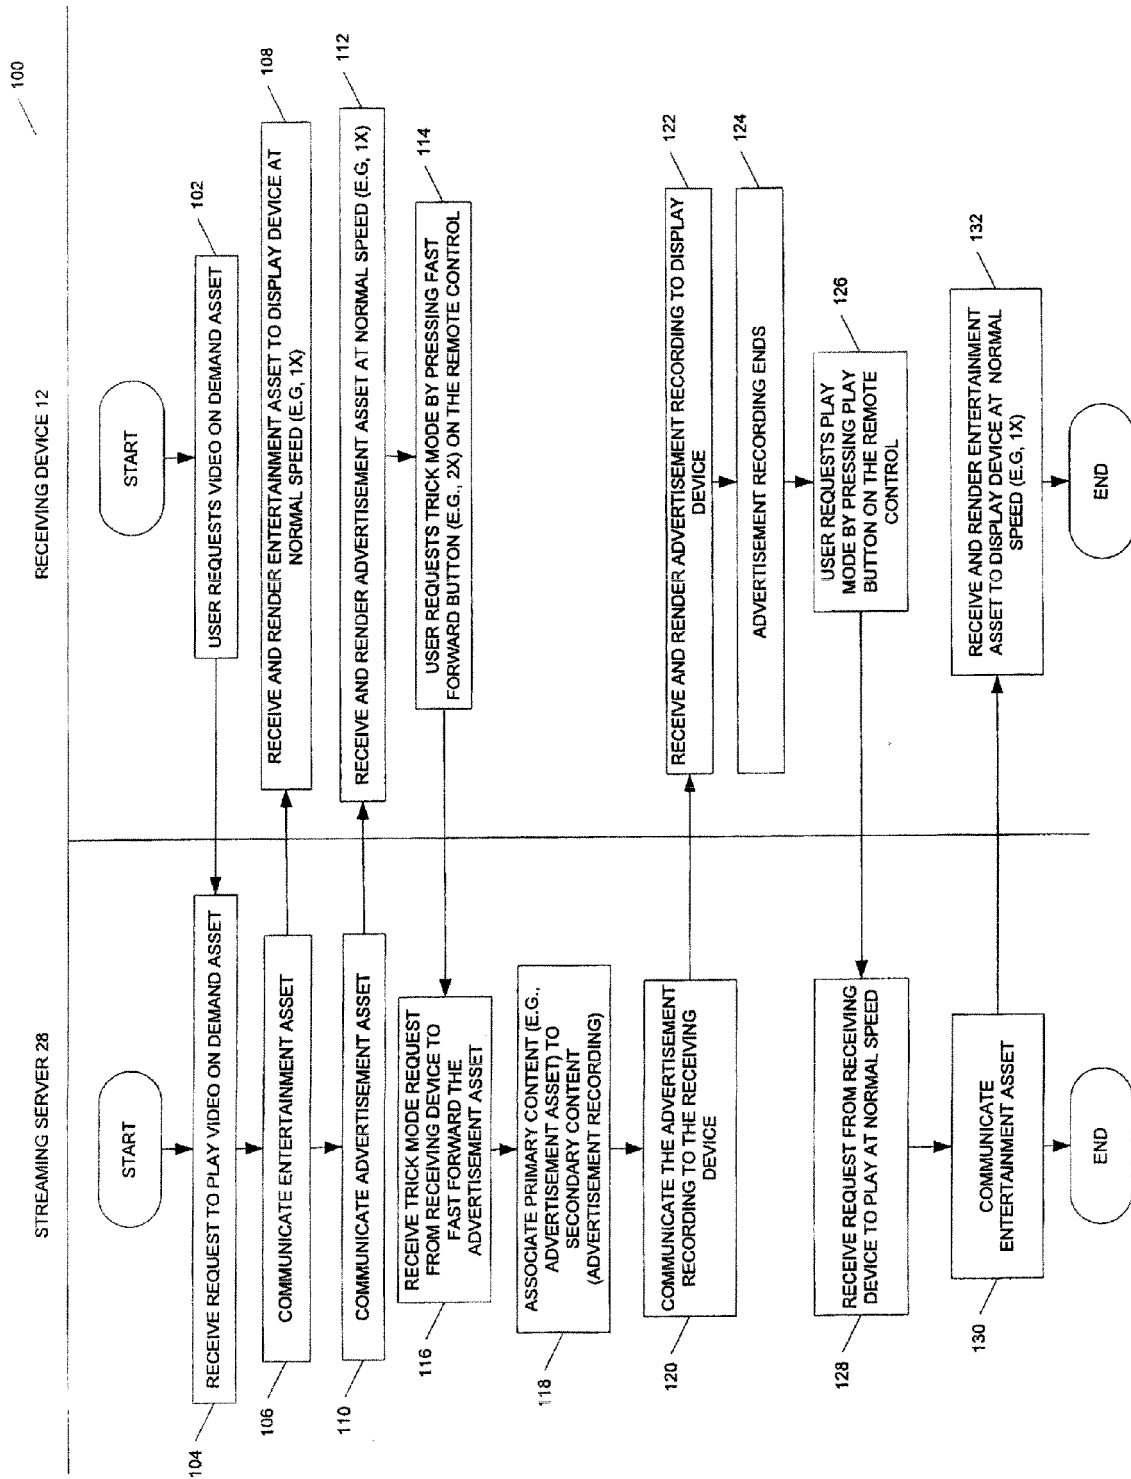 100
STREAMING SERVER 28
RECEIVING DEVICE 12
START
START
USER REQUESTS VIDEO ON DEMAND ASSET
102
RECEIVE REQUEST TO PLAY VIDEO ON DEMAND ASSET
104
COMMUNICATE ENTERTAINMENT ASSET
106
RECEIVE AND RENDER ENTERTAINMENT ASSET TO DISPLAY DEVICE AT
NORMAL SPEED (E.G, 1X)
108
COMMUNICATE ADVERTISEMENT ASSET
110
RECEIVE AND RENDER ADVERTISEMENT ASSET AT NORMAL SPEED (E.G, 1X)
112
USER REQUESTS TRICK MODE BY PRESSING FAST
FORWARD BUTTON (E.G., 2X) ON THE REMOTE CONTROL
114
RECEIVE TRICK MODE REQUEST
FROM RECEIVING DEVICE TO
FAST FORWARD THE
ADVERTISEMENT ASSET
116
ASSOCIATE PRIMARY CONTENT (E.G.,
ADVERTISEMENT ASSET) TO
SECONDARY CONTENT
(ADVERTISEMENT RECORDING)
118
COMMUNICATE THE ADVERTISEMENT
RECORDING TO THE RECEIVING
DEVICE
120
RECEIVE AND RENDER ADVERTISEMENT RECORDING TO DISPLAY
DEVICE
122
ADVERTISEMENT RECORDING ENDS
124
USER REQUESTS PLAY
MODE BY PRESSING PLAY
BUTTON ON THE REMOTE
CONTROL
126
RECEIVE REQUEST FROM RECEIVING
DEVICE TO PLAY AT NORMAL SPEED
128
COMMUNICATE
ENTERTAINMENT ASSET
130
RECEIVE AND RENDER ENTERTAINMENT
ASSET TO DISPLAY DEVICE AT NORMAL
SPEED (E.G, 1X)
132
END
END